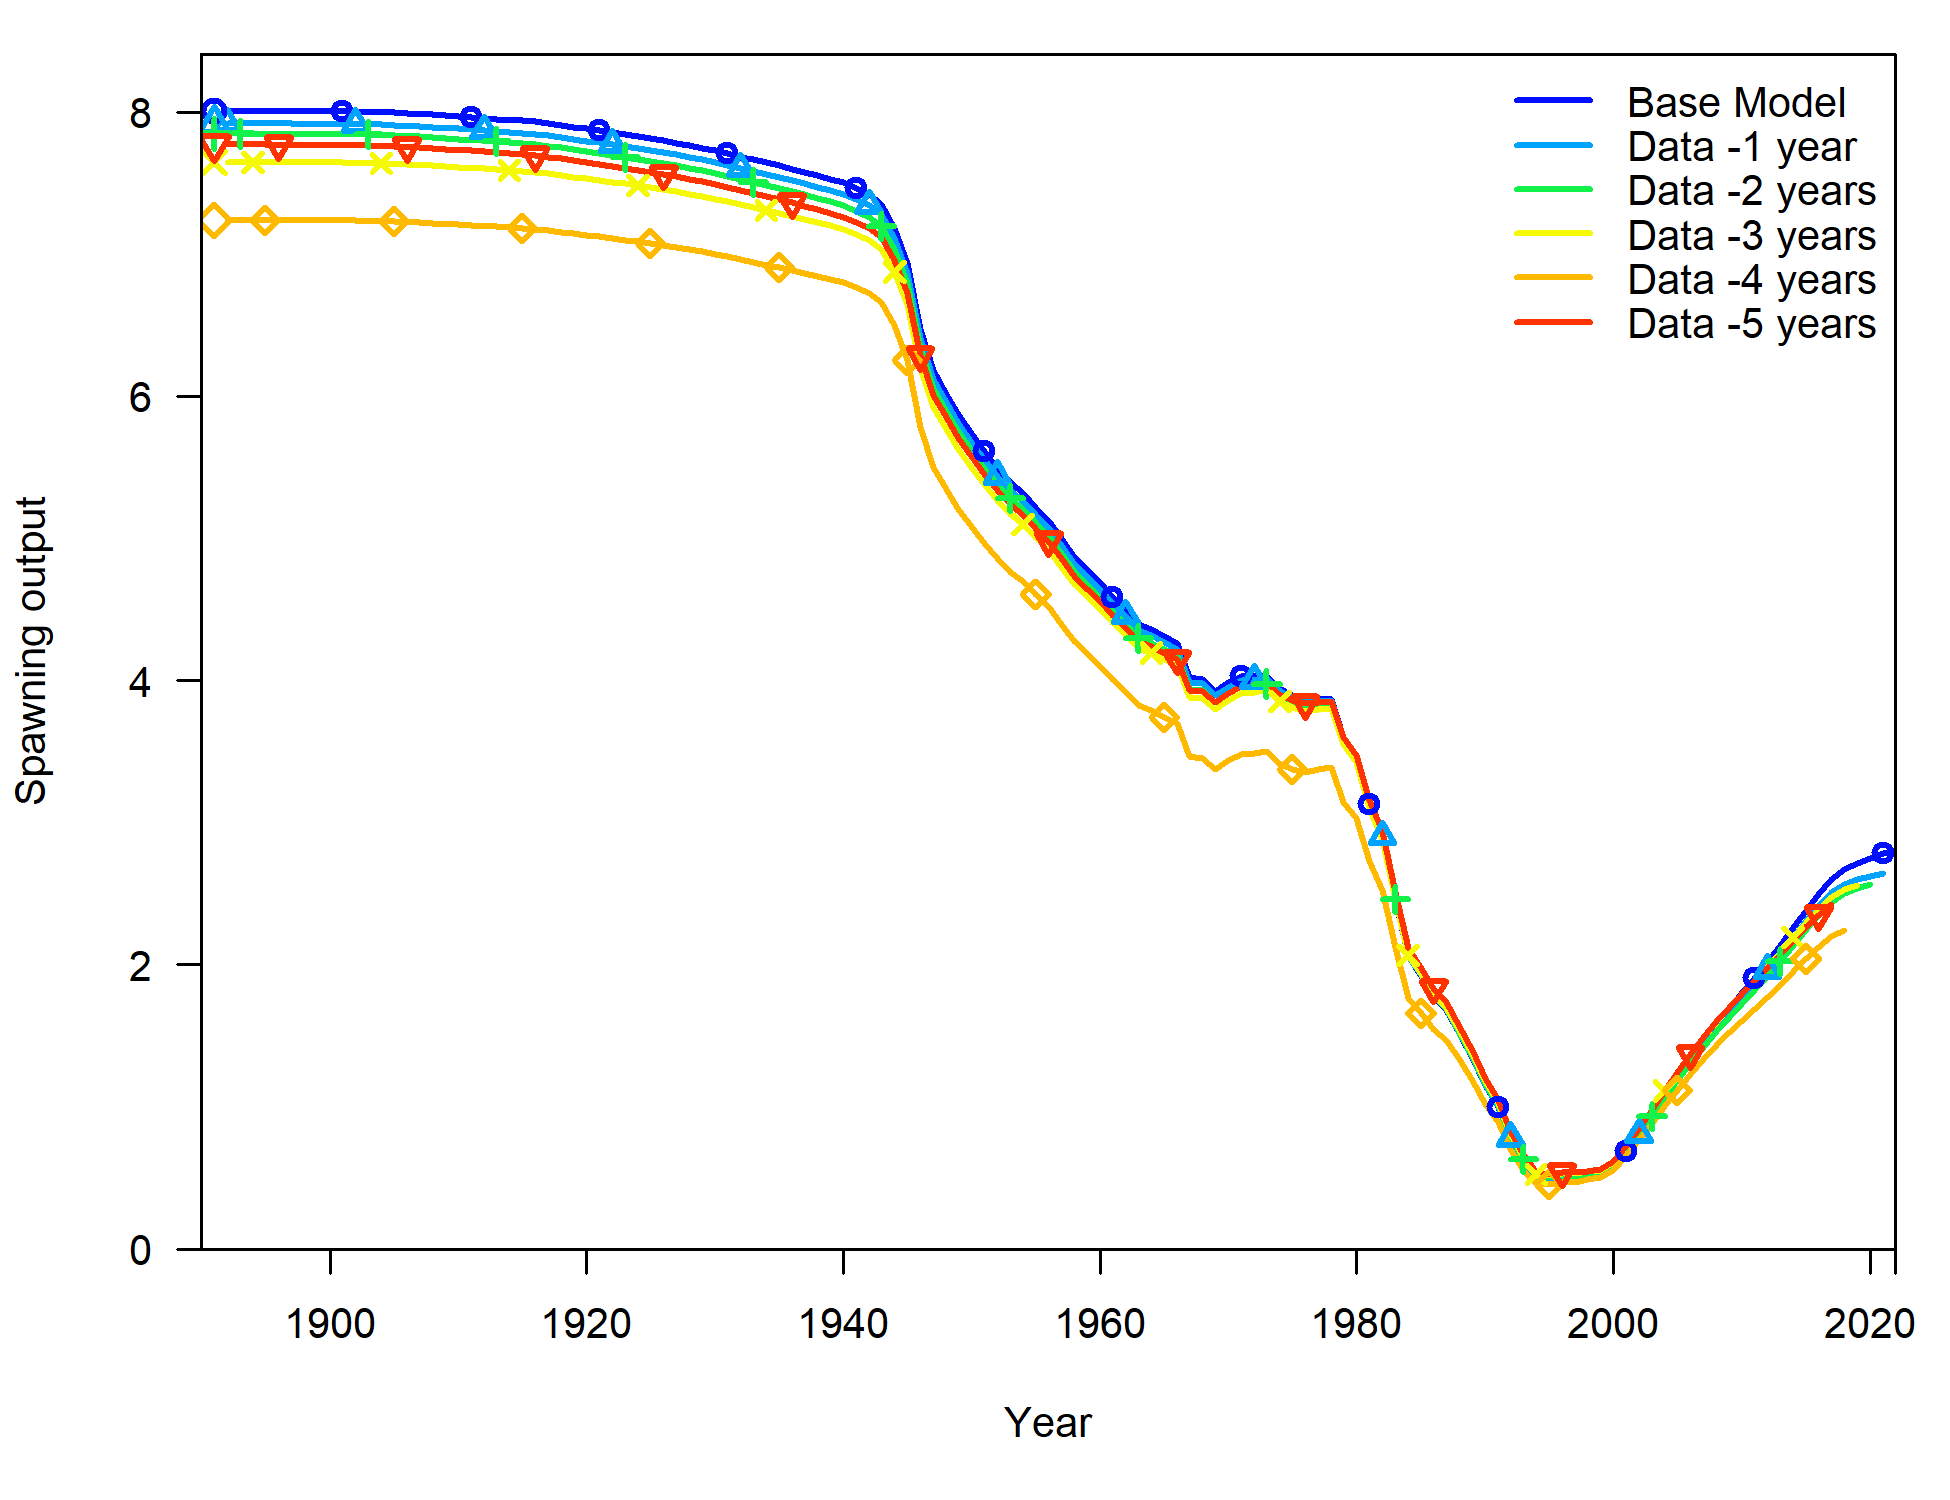 8
6
4
2
0
Spawning output
Base Model
Data -1 year
Data -2 years
Data -3 years
Data -4 years
Data -5 years
1900 1920 1940 1960 1980 2000 2020
Year